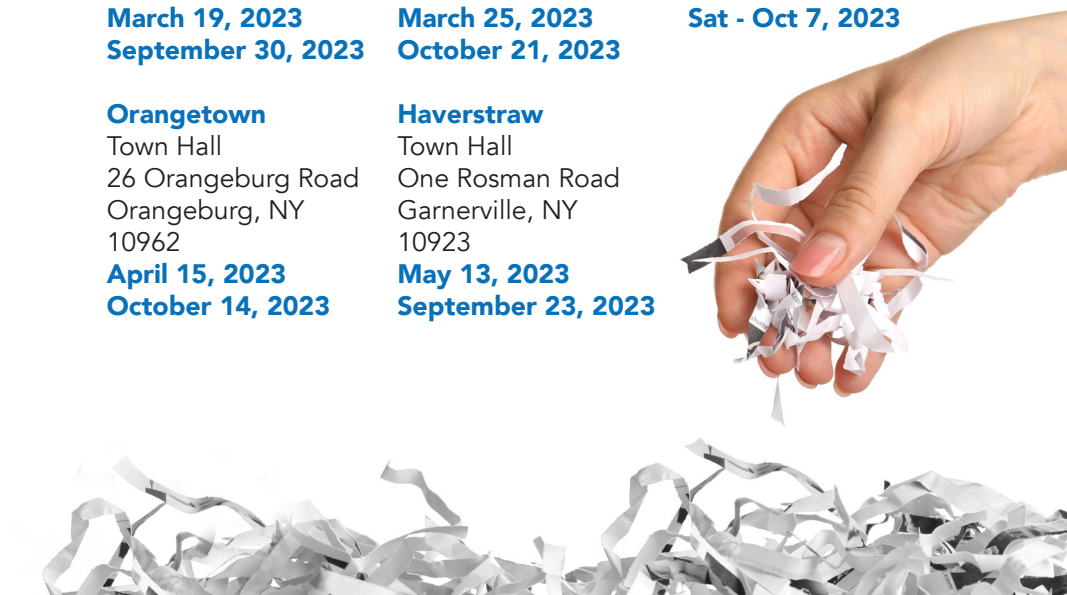 March 19, 2023
September 30, 2023
March 25, 2023
October 21, 2023
Sat - Oct 7, 2023
Orangetown
Town Hall
26 Orangeburg Road
Orangeburg, NY
10962
April 15, 2023
October 14, 2023
Haverstraw
Town Hall
One Rosman Road
Garnerville, NY
10923
May 13, 2023
September 23, 2023